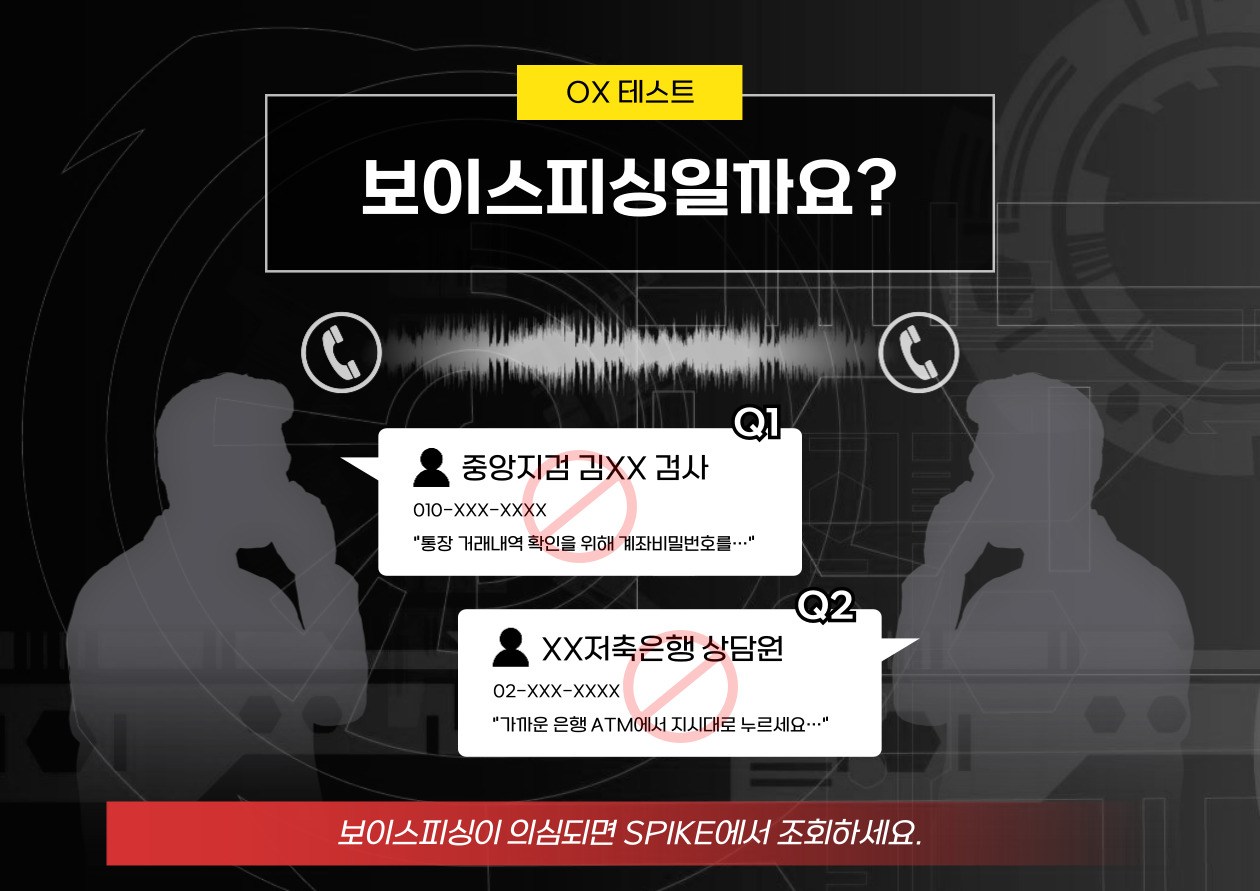 OX 테스트
보이스피싱일까요?
Q1
중앙지검 김XX 검사
010-XXX-XXXX
"통장 거래내역 확인을 위해 계좌비밀번호를…"
Q2
XX저축은행 상담원
02-XXX-XXXX
"가까운 은행 ATM에서 지시대로 누르세요…"
보이스피싱이 의심되면 SPIKE에서 조회하세요.